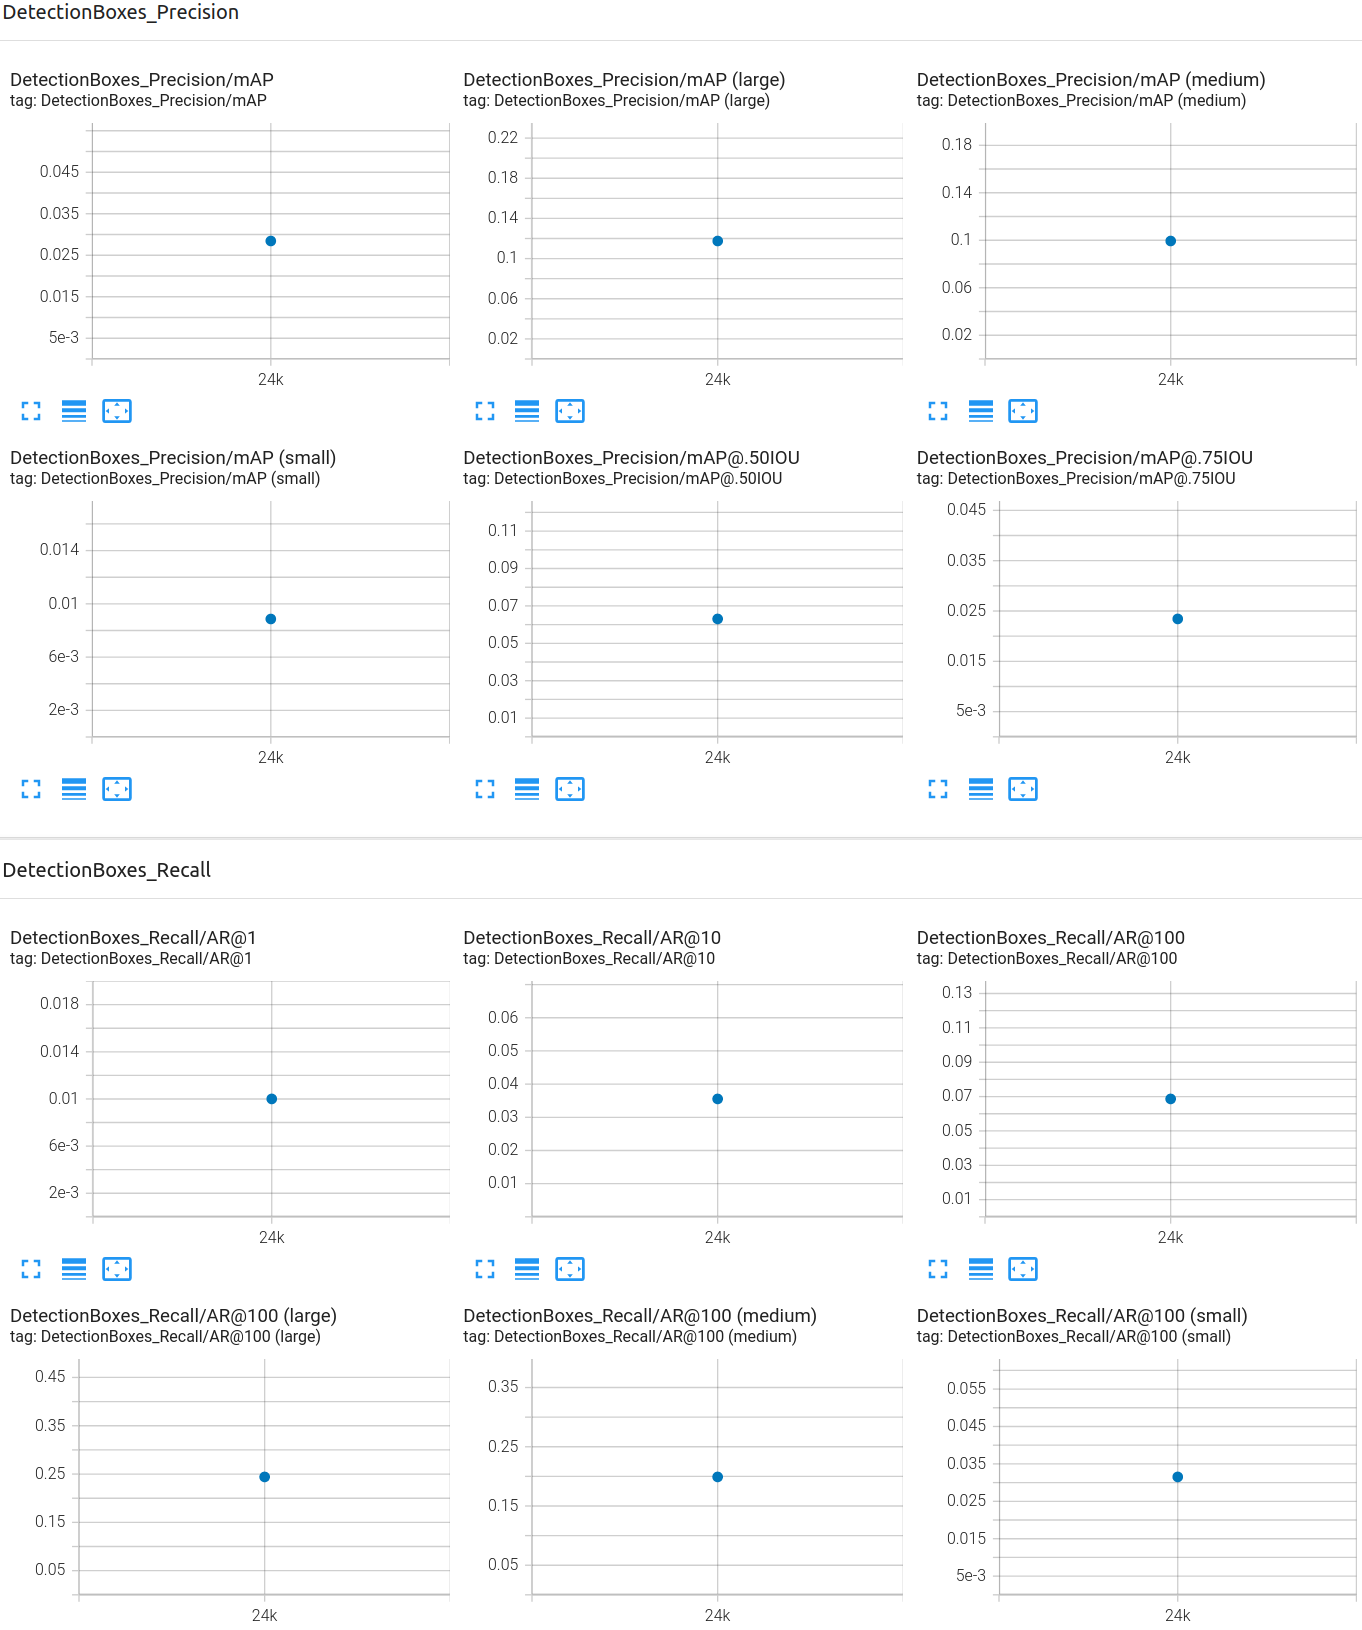 DetectionBoxes_Precision
DetectionBoxes_Precision/mAP
tag: DetectionBoxes_Precision/mAP
0.045
0.035
0.025
0.015
5e-3
24k
DetectionBoxes_Precision/mAP (large)
tag: DetectionBoxes_Precision/mAP (large)
0.22
0.18
0.14
0.1
0.06
0.02
24k
DetectionBoxes_Precision/mAP (medium)
tag: DetectionBoxes_Precision/mAP (medium)
0.18
0.14
0.1
0.06
0.02
24k
DetectionBoxes_Precision/mAP (small)
tag: DetectionBoxes_Precision/mAP (small)
0.014
0.01
6e-3
2e-3
24k
DetectionBoxes_Precision/mAP@.50IOU
tag: DetectionBoxes_Precision/mAP@.50IOU
0.11
0.09
0.07
0.05
0.03
0.01
24k
DetectionBoxes_Precision/mAP@.75IOU
tag: DetectionBoxes_Precision/mAP@.75IOU
0.045
0.035
0.025
0.015
5e-3
24k
DetectionBoxes_Recall
DetectionBoxes_Recall/AR@1
tag: DetectionBoxes_Recall/AR@1
0.018
0.014
0.01
6e-3
2e-3
24k
DetectionBoxes_Recall/AR@10
tag: DetectionBoxes_Recall/AR@10
0.06
0.05
0.04
0.03
0.02
0.01
24k
DetectionBoxes_Recall/AR@100
tag: DetectionBoxes_Recall/AR@100
0.13
0.11
0.09
0.07
0.05
0.03
0.01
24k
DetectionBoxes_Recall/AR@100 (large)
tag: DetectionBoxes_Recall/AR@100 (large)
0.45
0.35
0.25
0.15
0.05
24k
DetectionBoxes_Recall/AR@100 (medium)
tag: DetectionBoxes_Recall/AR@100 (medium)
0.35
0.25
0.15
0.05
24k
DetectionBoxes_Recall/AR@100 (small)
tag: DetectionBoxes_Recall/AR@100 (small)
0.055
0.045
0.035
0.025
0.015
5e-3
24k